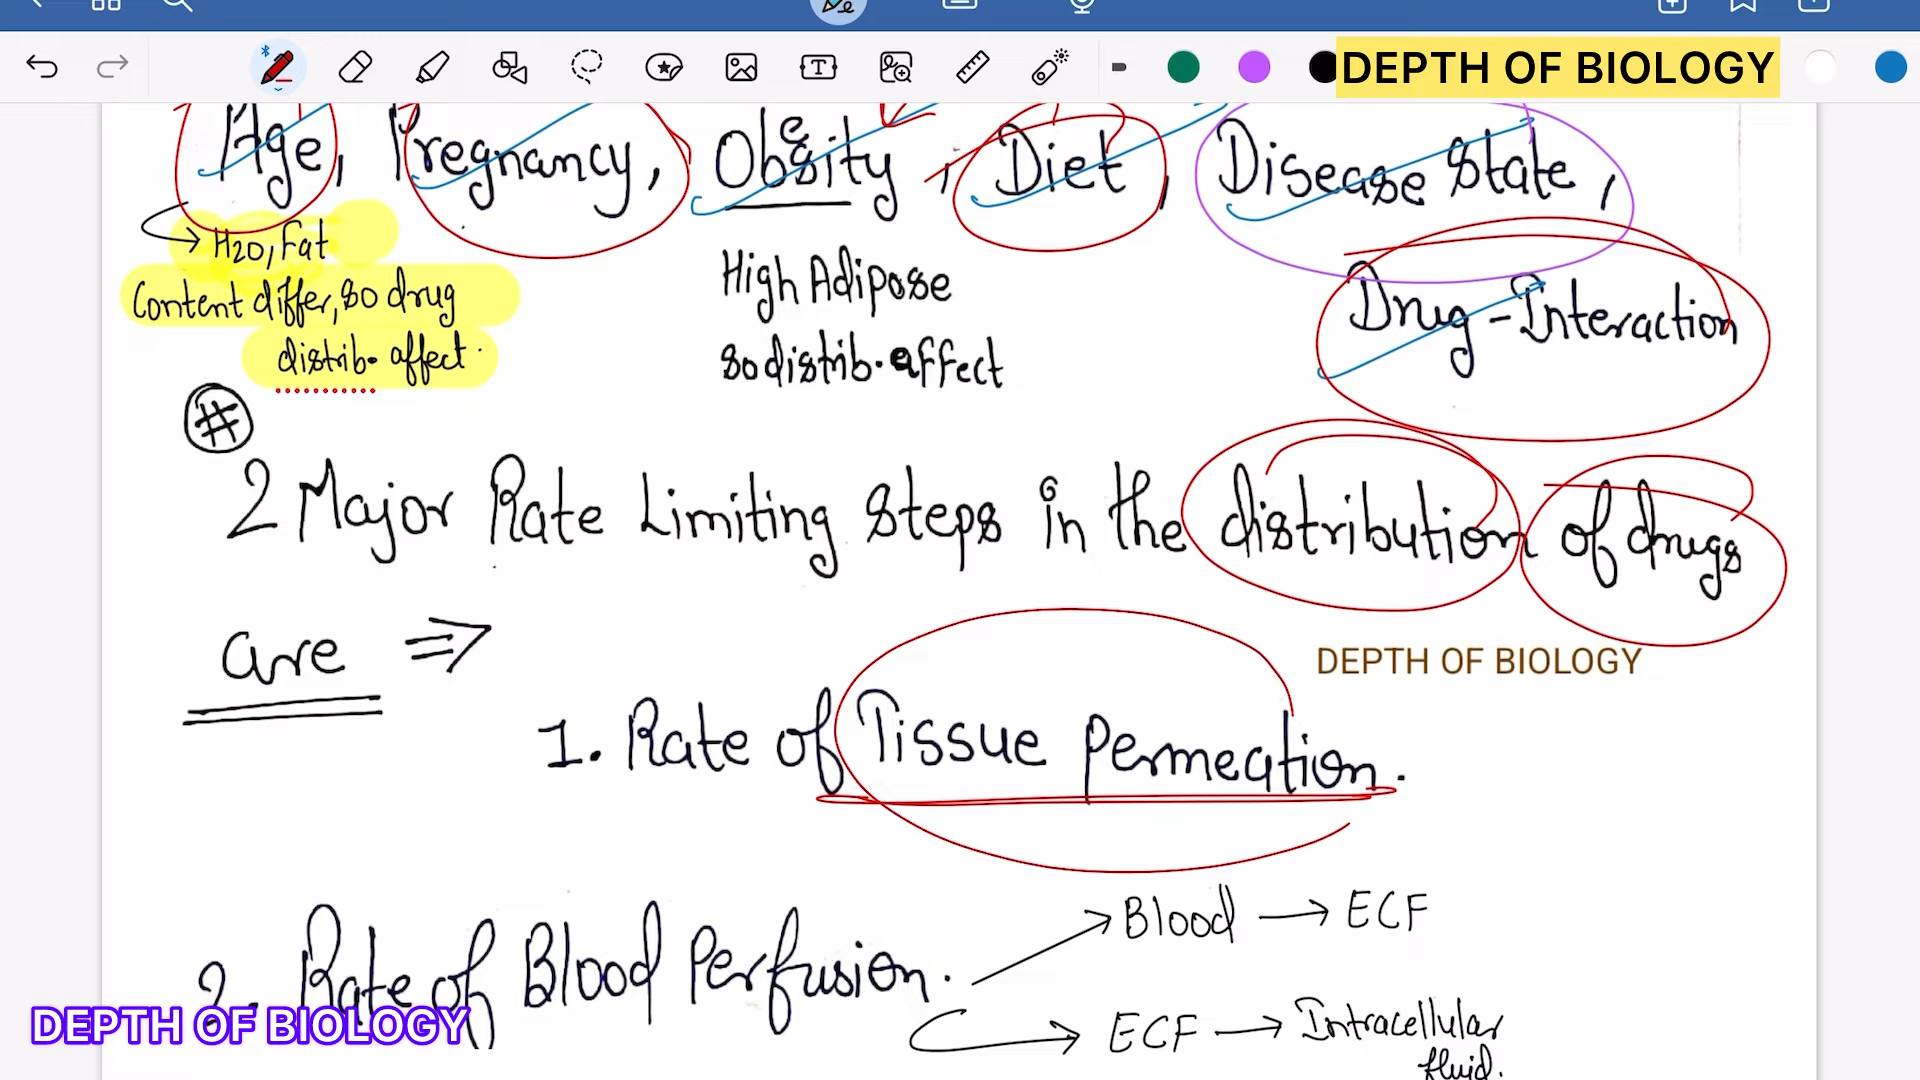 DEPTH OF BIOLOGY
Age, Pregnancy, Obesity, Diet, Disease State,
H2O, Fat
Content differ, so drug
distrib. affect.
High Adipose
so distrib. affect
Drug-Interaction
#
2 Major Rate Limiting Steps in the distribution of drugs
are ⇒
DEPTH OF BIOLOGY
1. Rate of Tissue Permeation.
2. Rate of Blood Perfusion.
Blood → ECF
ECF → Intracellular
fluid.
DEPTH OF BIOLOGY